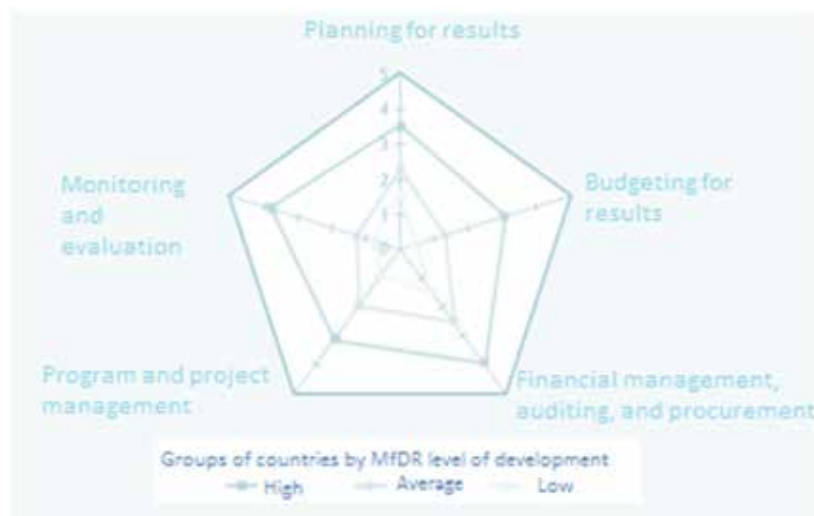 Planning for results
5
4
3
2
1
0
Budgeting for
results
Monitoring
and
evaluation
Program and project
management
Financial management,
auditing, and procurement
Groups of countries by MfDR level of development
High
Average
Low